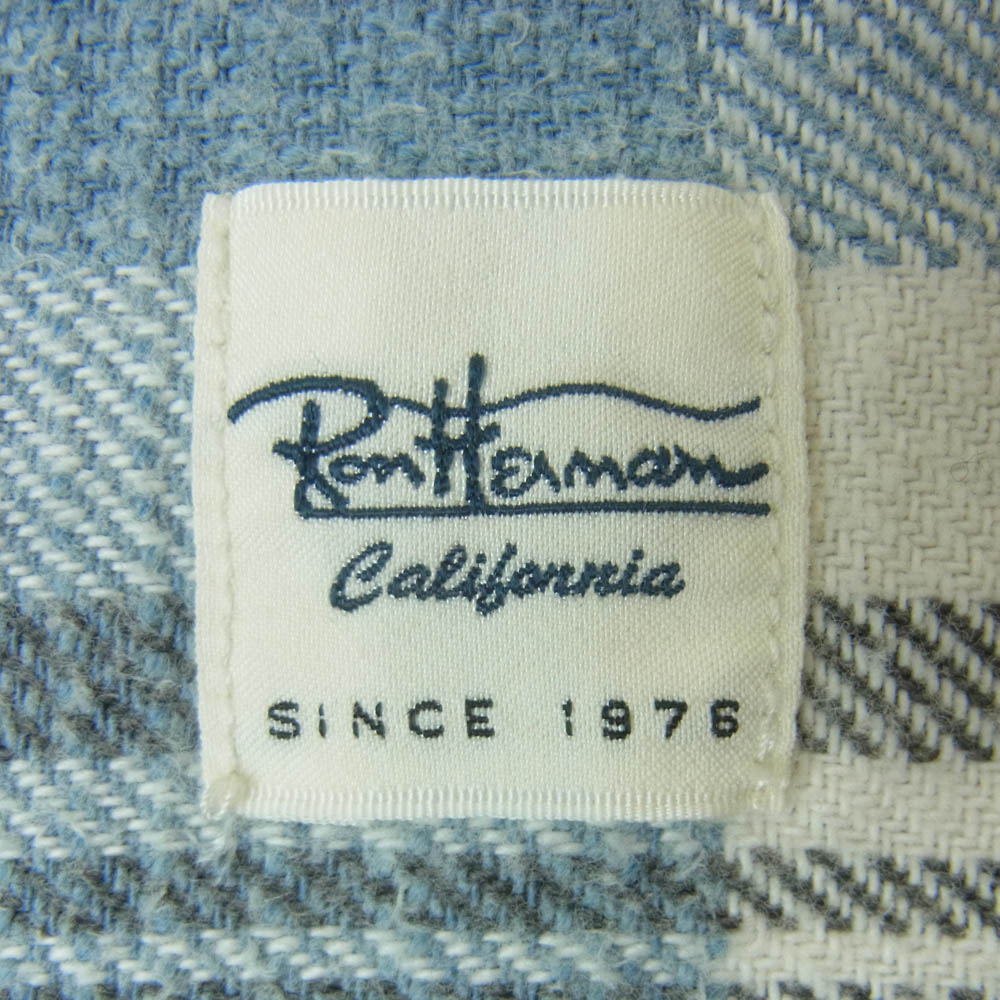 Ron Herman
California
SINCE 1976